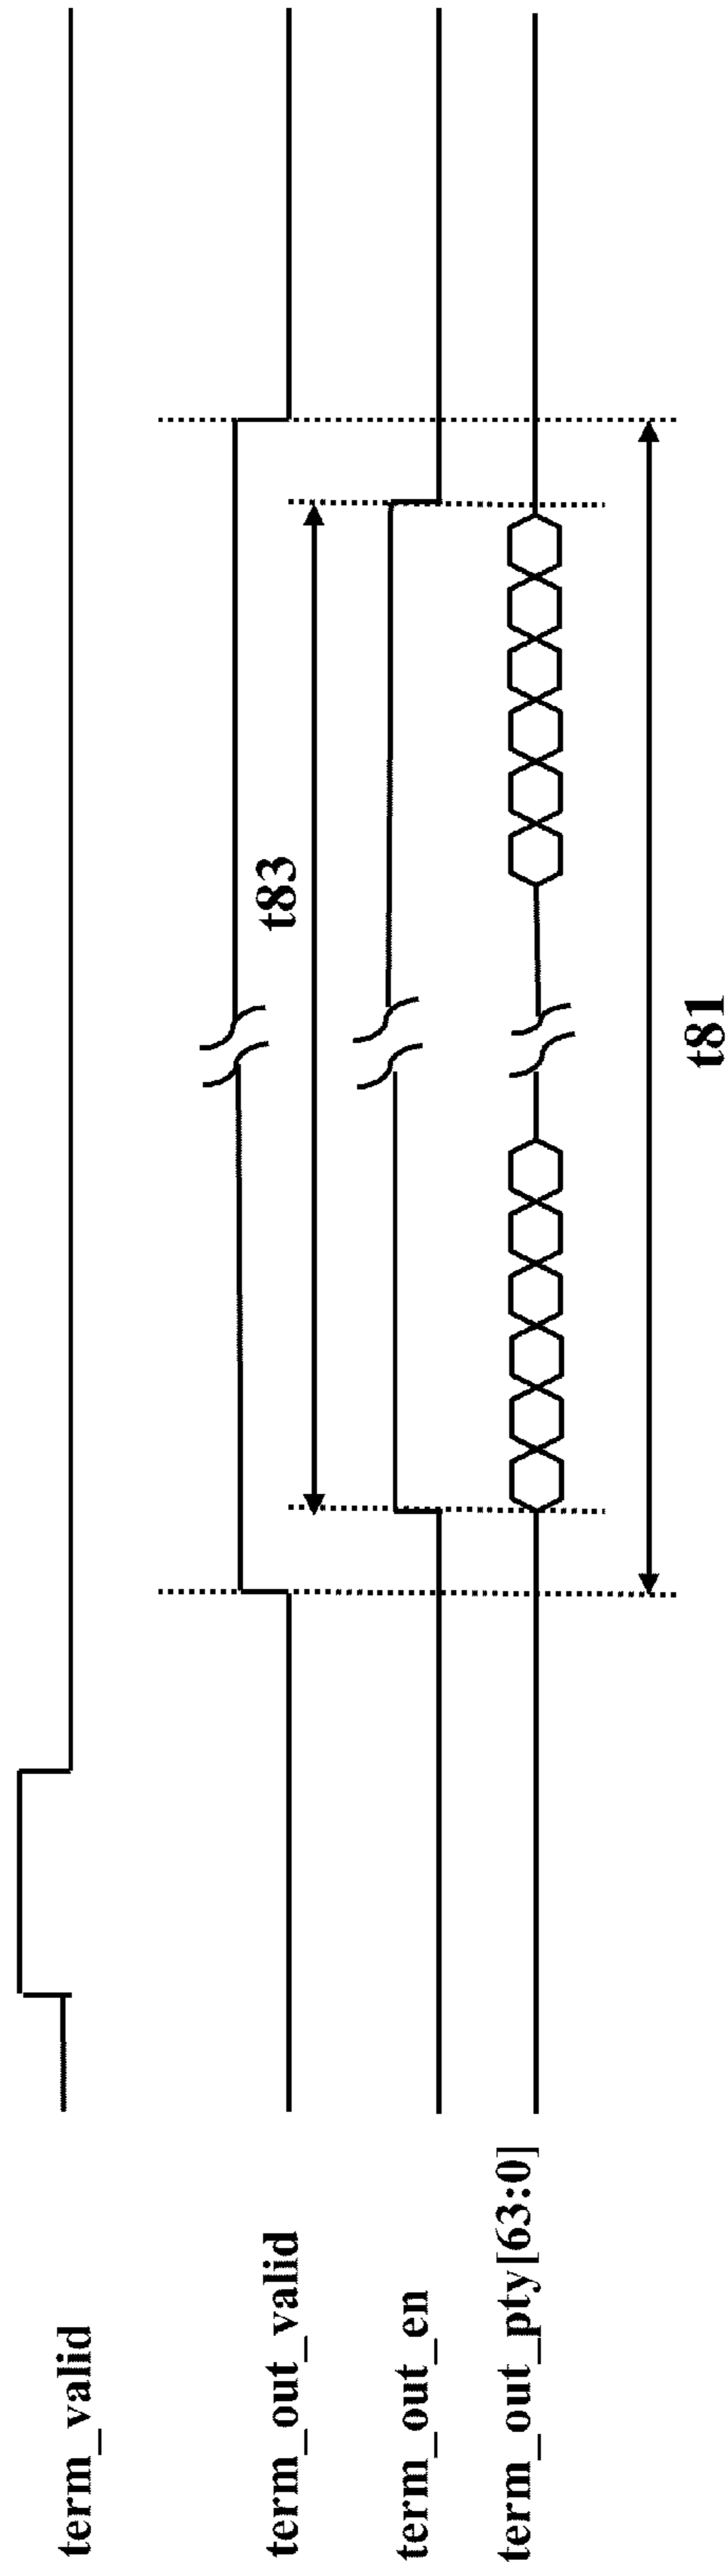 term_valid
term_out_valid
t83
term_out_en
term_out_pty[63:0]
t81